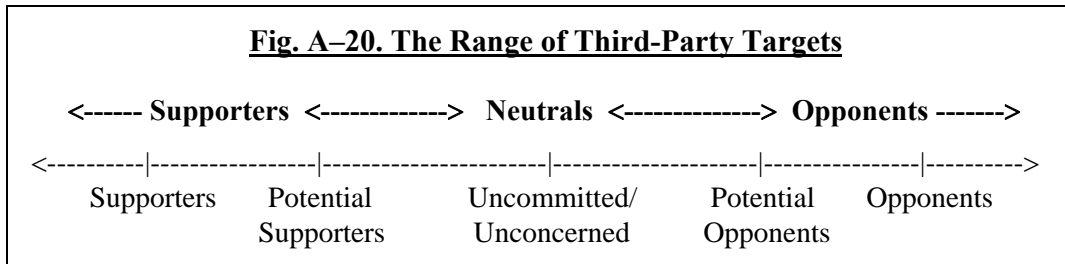 Fig. A–20. The Range of Third-Party Targets
<------ Supporters <-------------> Neutrals <-------------> Opponents ------->
<----------|-----------------|-----------------------|---------------------|----------------|---------->
Supporters Potential Uncommitted/ Potential Opponents
Supporters Unconcerned Opponents